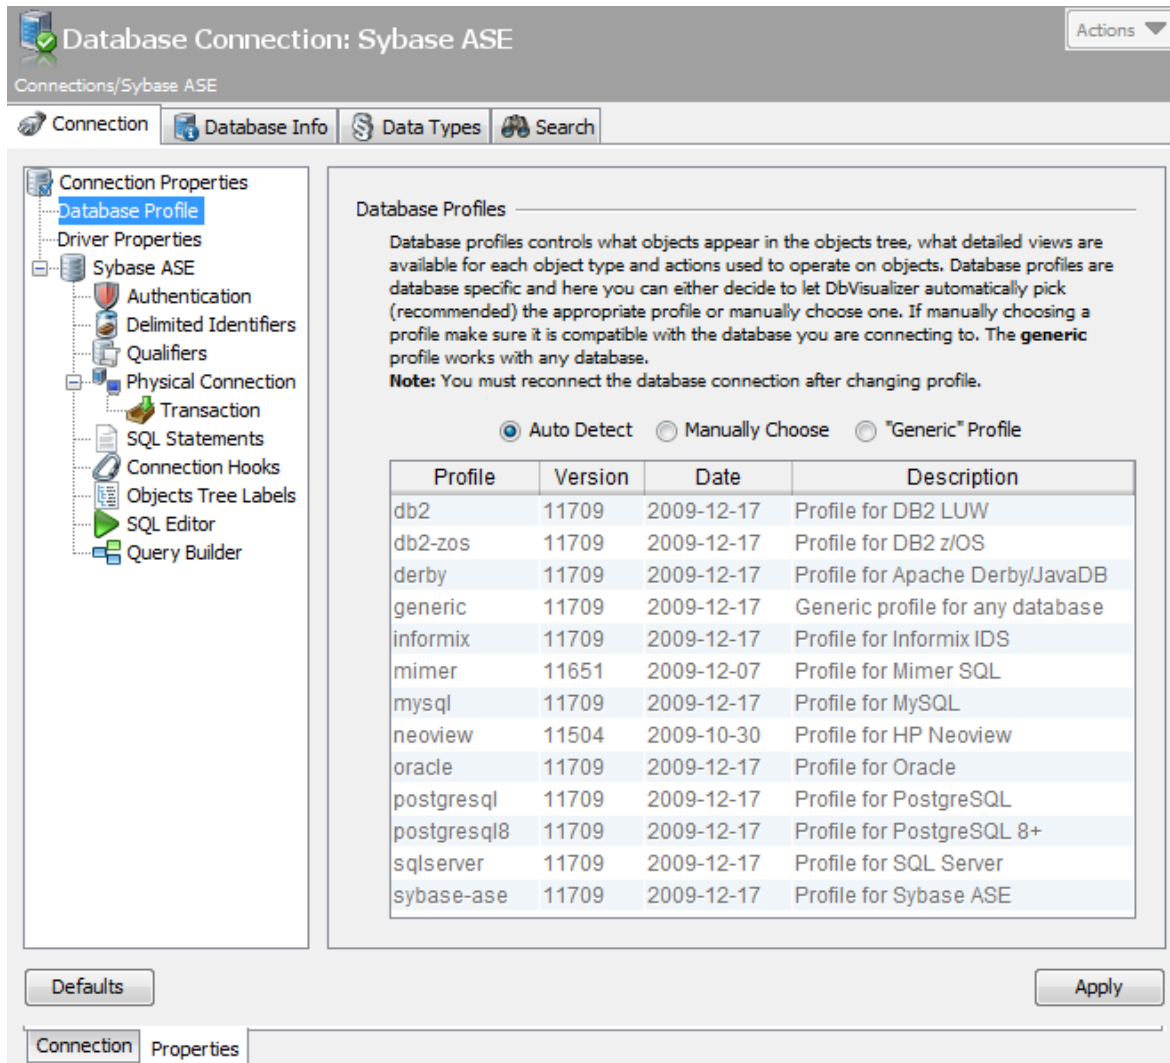 Database Connection: Sybase ASE
Actions
Connections/Sybase ASE
Connection Database Info Data Types Search
Connection Properties
Database Profile
Driver Properties
Sybase ASE
Authentication
Delimited Identifiers
Qualifiers
Physical Connection
Transaction
SQL Statements
Connection Hooks
Objects Tree Labels
SQL Editor
Query Builder
Database Profiles
Database profiles controls what objects appear in the objects tree, what detailed views are
available for each object type and actions used to operate on objects. Database profiles are
database specific and here you can either decide to let DbVisualizer automatically pick
(recommended) the appropriate profile or manually choose one. If manually choosing a
profile make sure it is compatible with the database you are connecting to. The generic
profile works with any database.
Note: You must reconnect the database connection after changing profile.
Auto Detect Manually Choose "Generic" Profile
Profile Version Date Description
db2 11709 2009-12-17 Profile for DB2 LUW
db2-zos 11709 2009-12-17 Profile for DB2 z/OS
derby 11709 2009-12-17 Profile for Apache Derby/JavaDB
generic 11709 2009-12-17 Generic profile for any database
informix 11709 2009-12-17 Profile for Informix IDS
mimer 11651 2009-12-07 Profile for Mimer SQL
mysql 11709 2009-12-17 Profile for MySQL
neoview 11504 2009-10-30 Profile for HP Neoview
oracle 11709 2009-12-17 Profile for Oracle
postgresql 11709 2009-12-17 Profile for PostgreSQL
postgresql8 11709 2009-12-17 Profile for PostgreSQL 8+
sqlserver 11709 2009-12-17 Profile for SQL Server
sybase-ase 11709 2009-12-17 Profile for Sybase ASE
Defaults Apply
Connection Properties